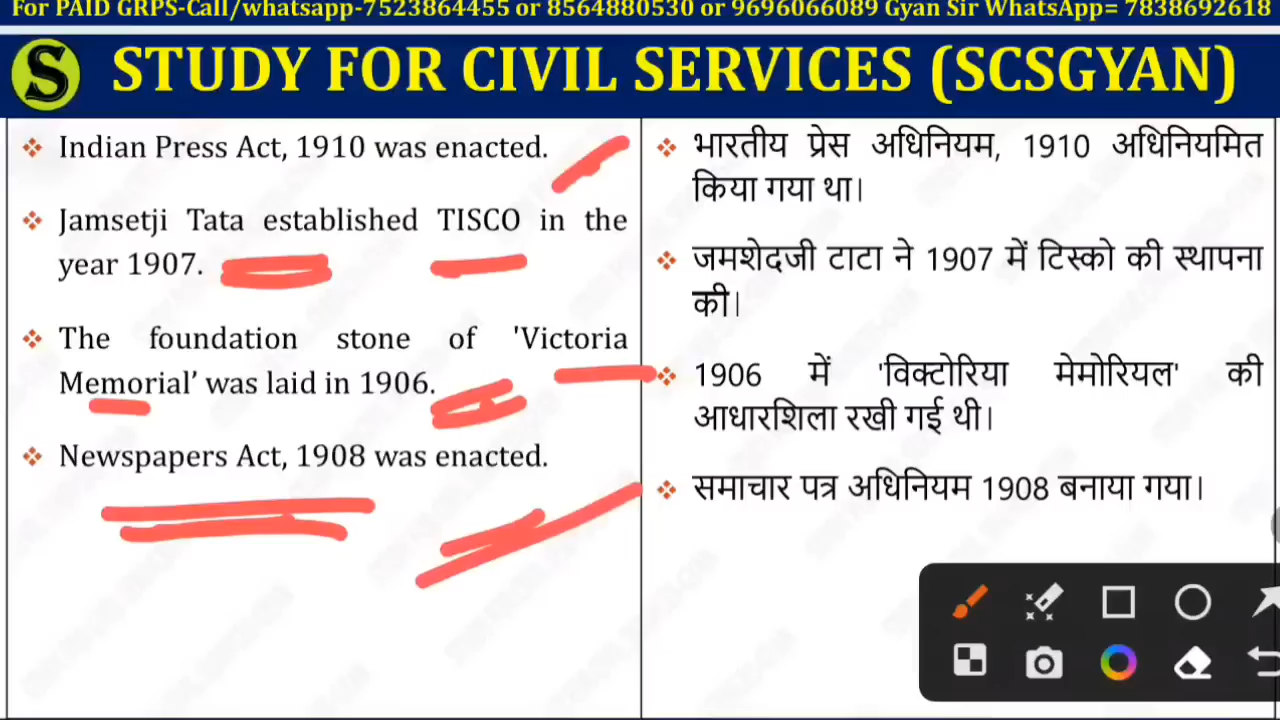 For PAID GRPS-Call/whatsapp-7523864455 or 8564880530 or 9696066089 Gyan Sir WhatsApp= 7838692618
S STUDY FOR CIVIL SERVICES (SCSGYAN)
Indian Press Act, 1910 was enacted.
Jamsetji Tata established TISCO in the
year 1907.
The foundation stone of 'Victoria
Memorial’ was laid in 1906.
Newspapers Act, 1908 was enacted.
भारतीय प्रेस अधिनियम, 1910 अधिनियमित
किया गया था।
जमशेदजी टाटा ने 1907 में टिस्को की स्थापना
की।
1906 में 'विक्टोरिया मेमोरियल' की
आधारशिला रखी गई थी।
समाचार पत्र अधिनियम 1908 बनाया गया।